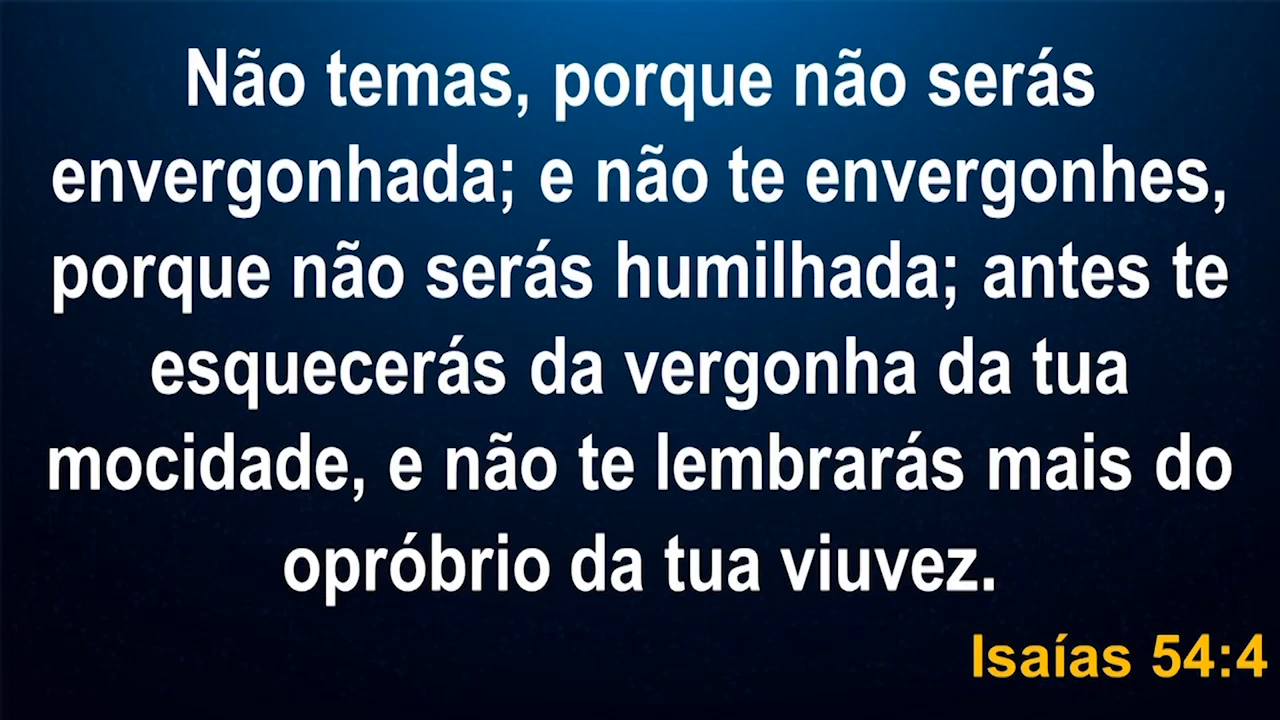 Não temas, porque não serás
envergonhada; e não te envergonhes,
porque não serás humilhada; antes te
esquecerás da vergonha da tua
mocidade, e não te lembrarás mais do
opróbrio da tua viuvez.
Isaías 54:4